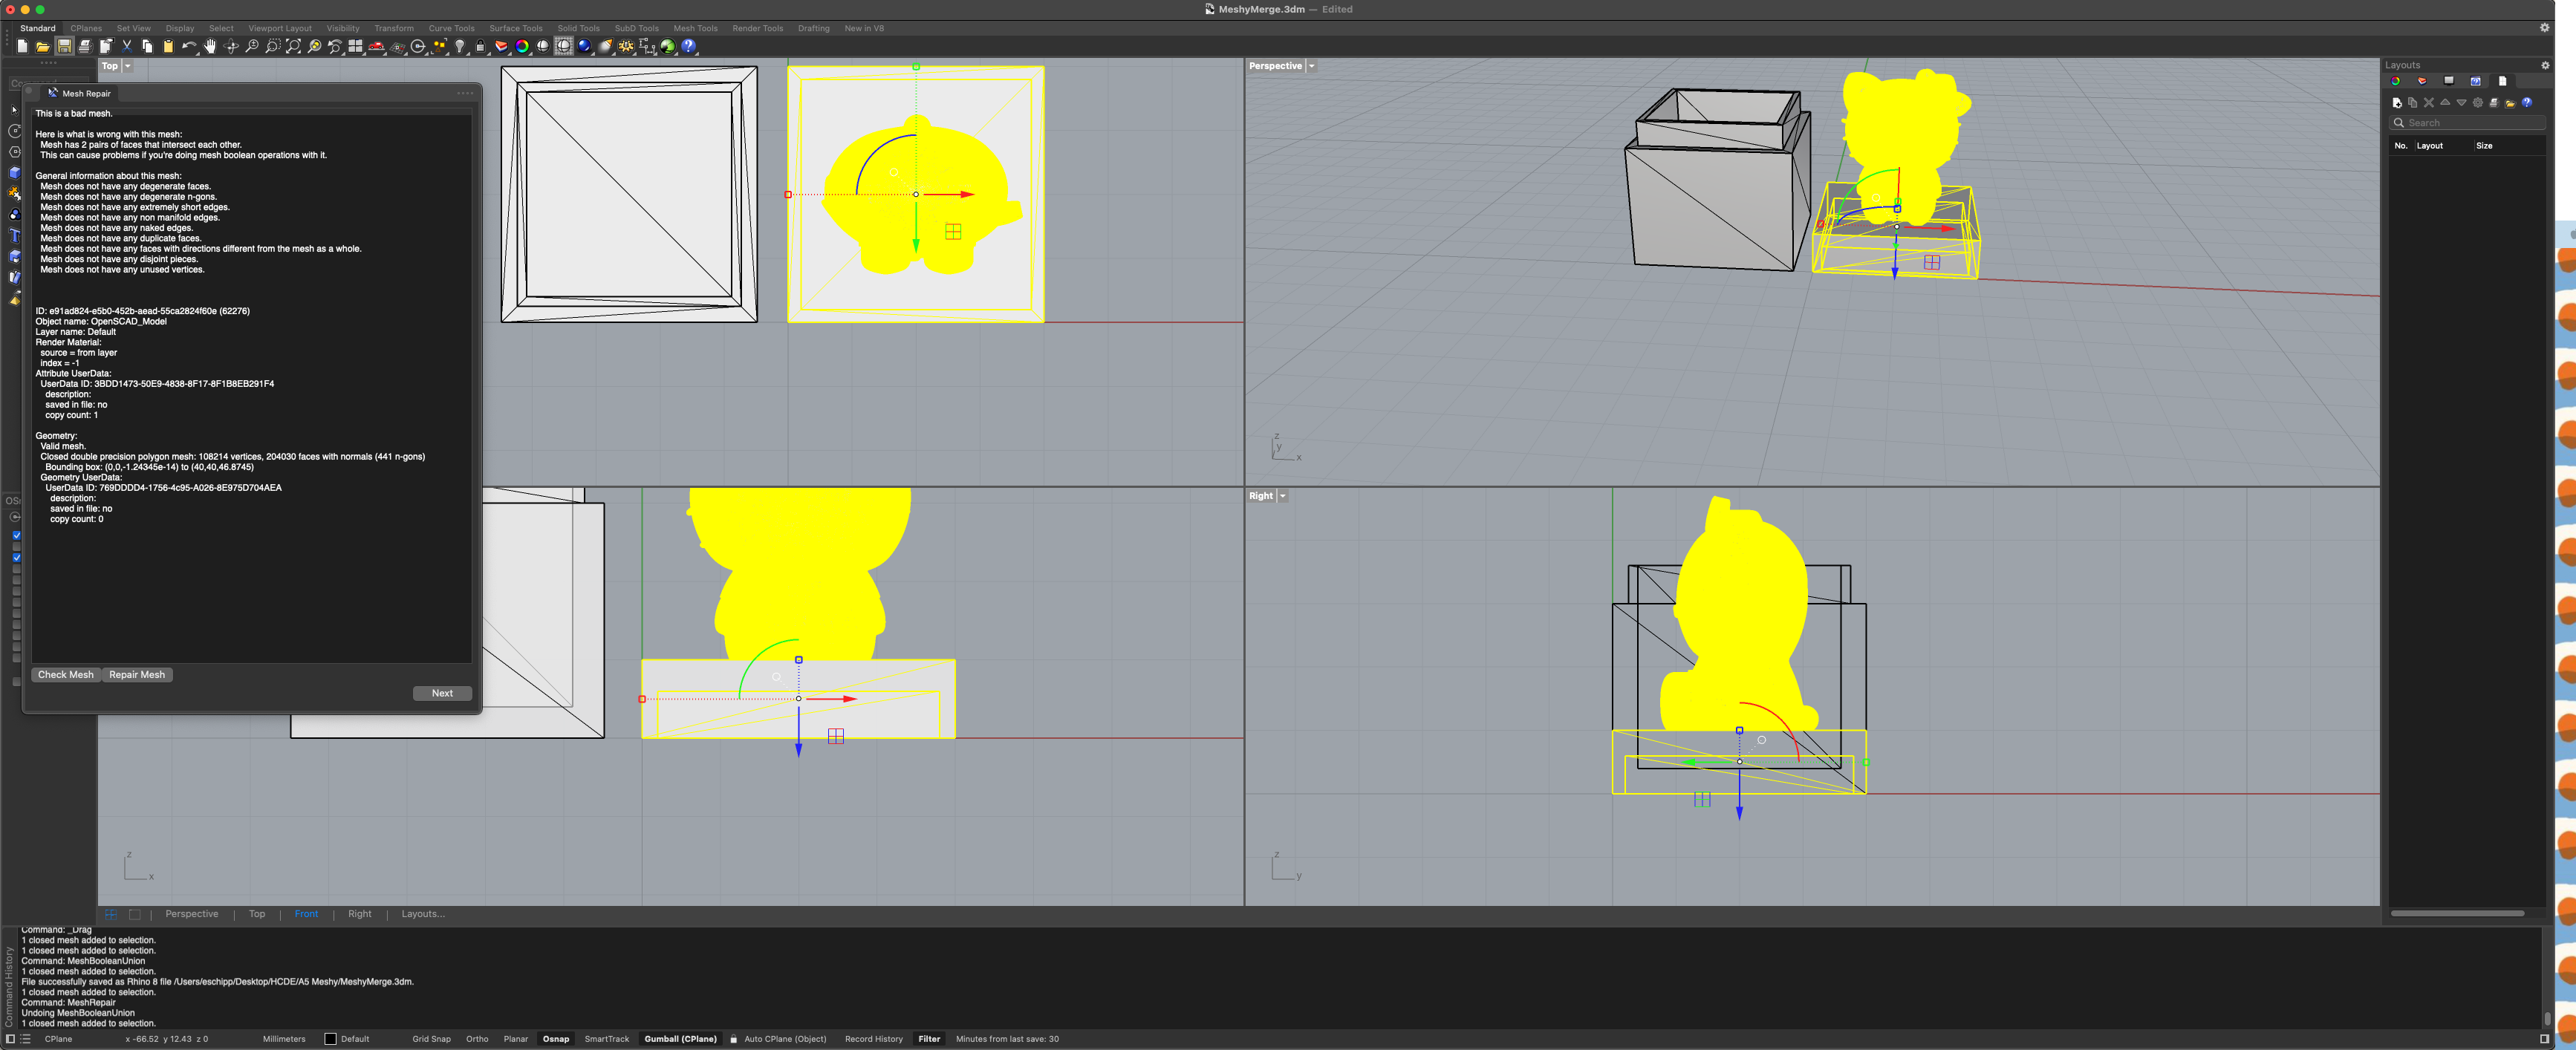 MeshyMerge.3dm — Edited
Standard CPlanes Set View Display Select Viewport Layout Visibility Transform Curve Tools Surface Tools Solid Tools SubD Tools Mesh Tools Render Tools Drafting New in V8
Top
Perspective
Layouts
Mesh Repair
This is a bad mesh.
Here is what is wrong with this mesh:
Mesh has 2 pairs of faces that intersect each other.
This can cause problems if you're doing mesh boolean operations with it.
General information about this mesh:
Mesh does not have any degenerate faces.
Mesh does not have any degenerate n-gons.
Mesh does not have any extremely short edges.
Mesh does not have any non manifold edges.
Mesh does not have any naked edges.
Mesh does not have any duplicate faces.
Mesh does not have any faces with directions different from the mesh as a whole.
Mesh does not have any disjoint pieces.
Mesh does not have any unused vertices.
ID: e91ad824-e5b0-452b-aead-55ca2824f60e (62276)
Object name: OpenSCAD_Model
Layer name: Default
Render Material:
source = from layer
index = -1
Attribute UserData:
UserData ID: 3BDD1473-50E9-4838-8F17-8F1B8EB291F4
description:
saved in file: no
copy count: 1
Geometry:
Valid mesh.
Closed double precision polygon mesh: 108214 vertices, 204030 faces with normals (441 n-gons)
Bounding box: (0,0,-1.24345e-14) to (40,40,46.8745)
Geometry UserData:
UserData ID: 769DDDD4-1756-4c95-A026-8E975D704AEA
description:
saved in file: no
copy count: 0
Check Mesh Repair Mesh
Next
Search
No. Layout Size
z
y
x
Right
z
x
z
y
Perspective Top Front Right Layouts...
Command History
Command: _Drag
1 closed mesh added to selection.
1 closed mesh added to selection.
Command: MeshBooleanUnion
1 closed mesh added to selection.
File successfully saved as Rhino 8 file /Users/eschipp/Desktop/HCDE/A5 Meshy/MeshyMerge.3dm.
1 closed mesh added to selection.
Command: MeshRepair
Undoing MeshBooleanUnion
1 closed mesh added to selection.
CPlane x -66.52 y 12.43 z 0 Millimeters Default Grid Snap Ortho Planar Osnap SmartTrack Gumball (CPlane) Auto CPlane (Object) Record History Filter Minutes from last save: 30